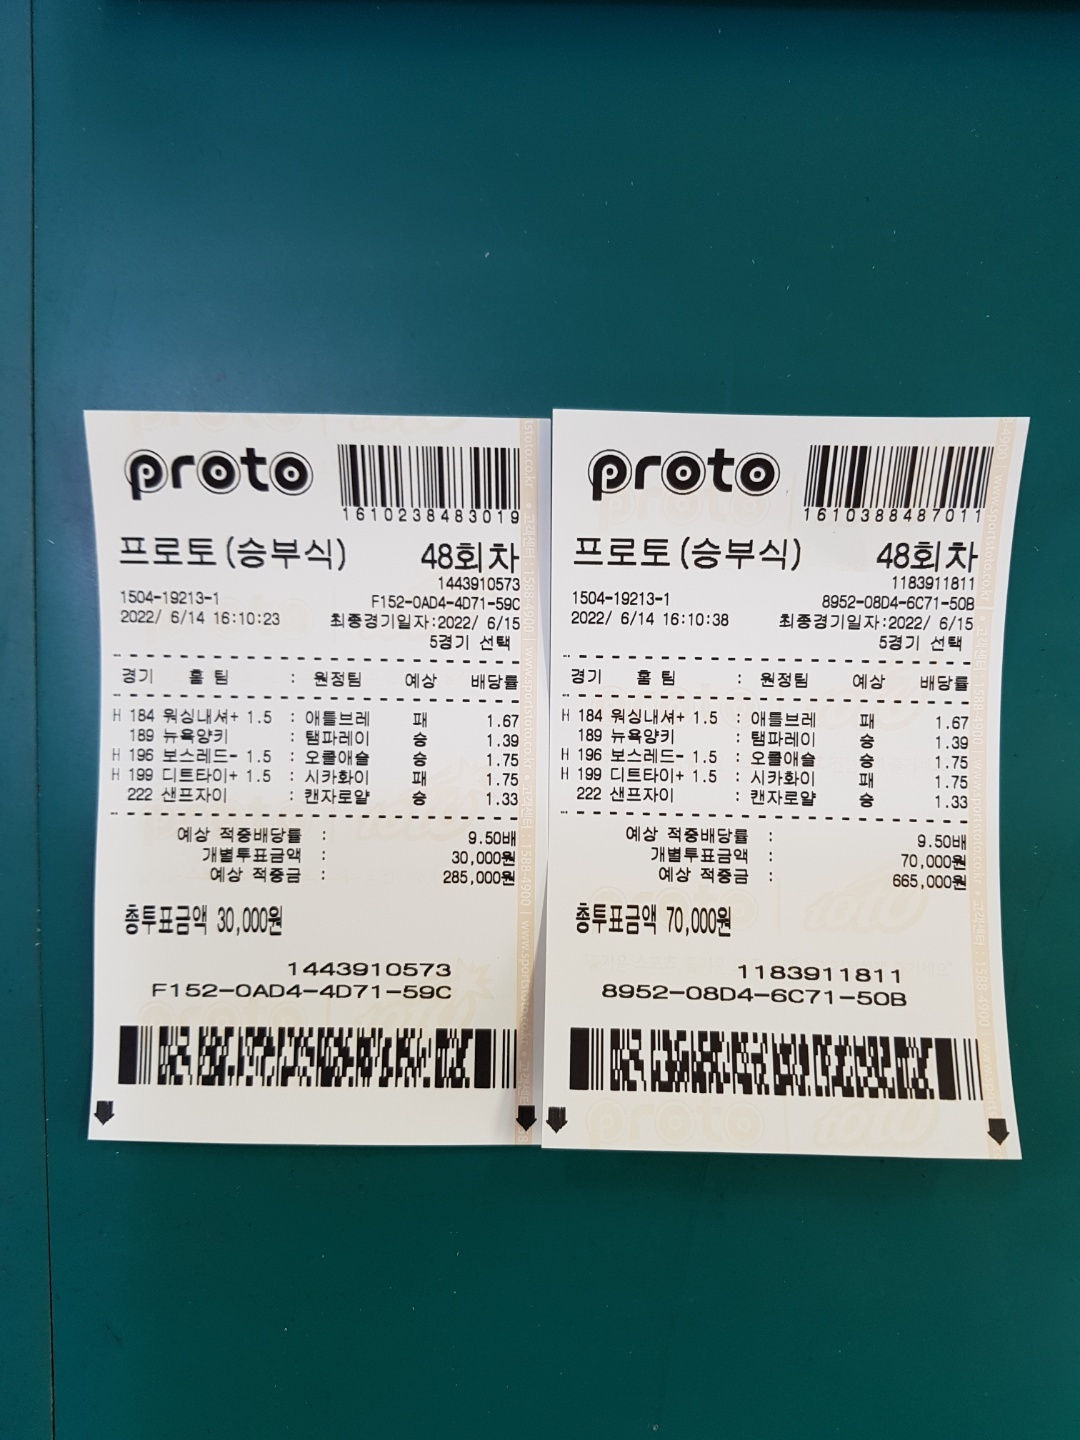 proto
1610238483019
프로토(승부식) 48회차
1443910573
1504-19213-1 F152-0AD4-4D71-59C
2022/ 6/14 16:10:23 최종경기일자:2022/ 6/15
5경기 선택
경기 홈 팀 : 원정팀 예상 배당률
H 184 워싱내셔+ 1.5 : 애틀브레 패 1.67
189 뉴욕양키 : 탬파레이 승 1.39
H 196 보스레드- 1.5 : 오클애슬 승 1.75
H 199 디트타이+ 1.5 : 시카화이 패 1.75
222 샌프자이 : 캔자로얄 승 1.33
예상 적중배당률 : 9.50배
개별투표금액 : 30,000원
예상 적중금 : 285,000원
총투표금액 30,000원
1443910573
F152-0AD4-4D71-59C
proto
1610388487011
프로토(승부식) 48회차
1183911811
1504-19213-1 8952-08D4-6C71-50B
2022/ 6/14 16:10:38 최종경기일자:2022/ 6/15
5경기 선택
경기 홈 팀 : 원정팀 예상 배당률
H 184 워싱내셔+ 1.5 : 애틀브레 패 1.67
189 뉴욕양키 : 탬파레이 승 1.39
H 196 보스레드- 1.5 : 오클애슬 승 1.75
H 199 디트타이+ 1.5 : 시카화이 패 1.75
222 샌프자이 : 캔자로얄 승 1.33
예상 적중배당률 : 9.50배
개별투표금액 : 70,000원
예상 적중금 : 665,000원
총투표금액 70,000원
1183911811
8952-08D4-6C71-50B